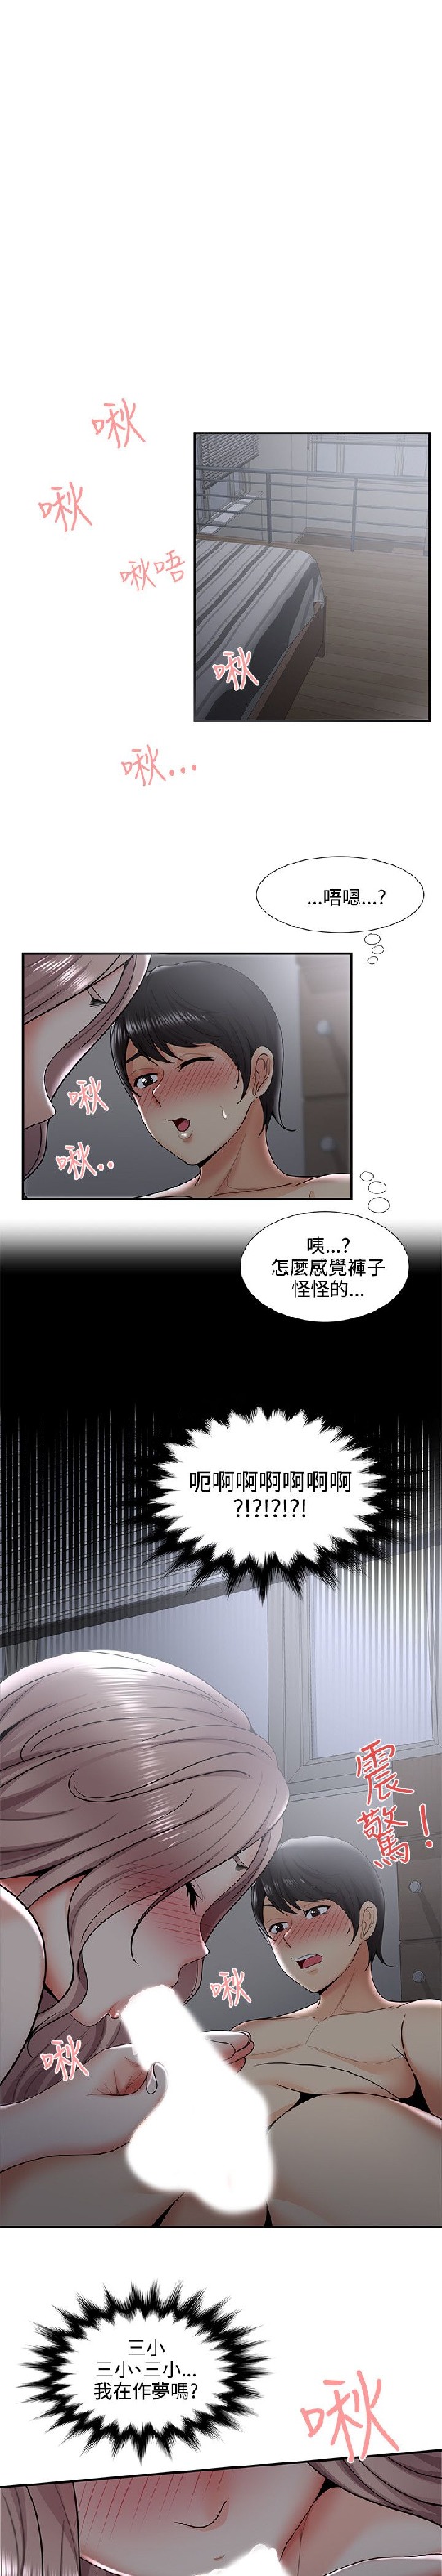 啾
啾
啾唔
啾
啾...
...唔嗯...?
啾
啾..
咦...?
怎麼感覺褲子
怪怪的...
呃啊啊啊啊啊啊
?!?!?!?!
震
驚!
啾
啾
三小
三小、三小...
我在作夢嗎?
啾